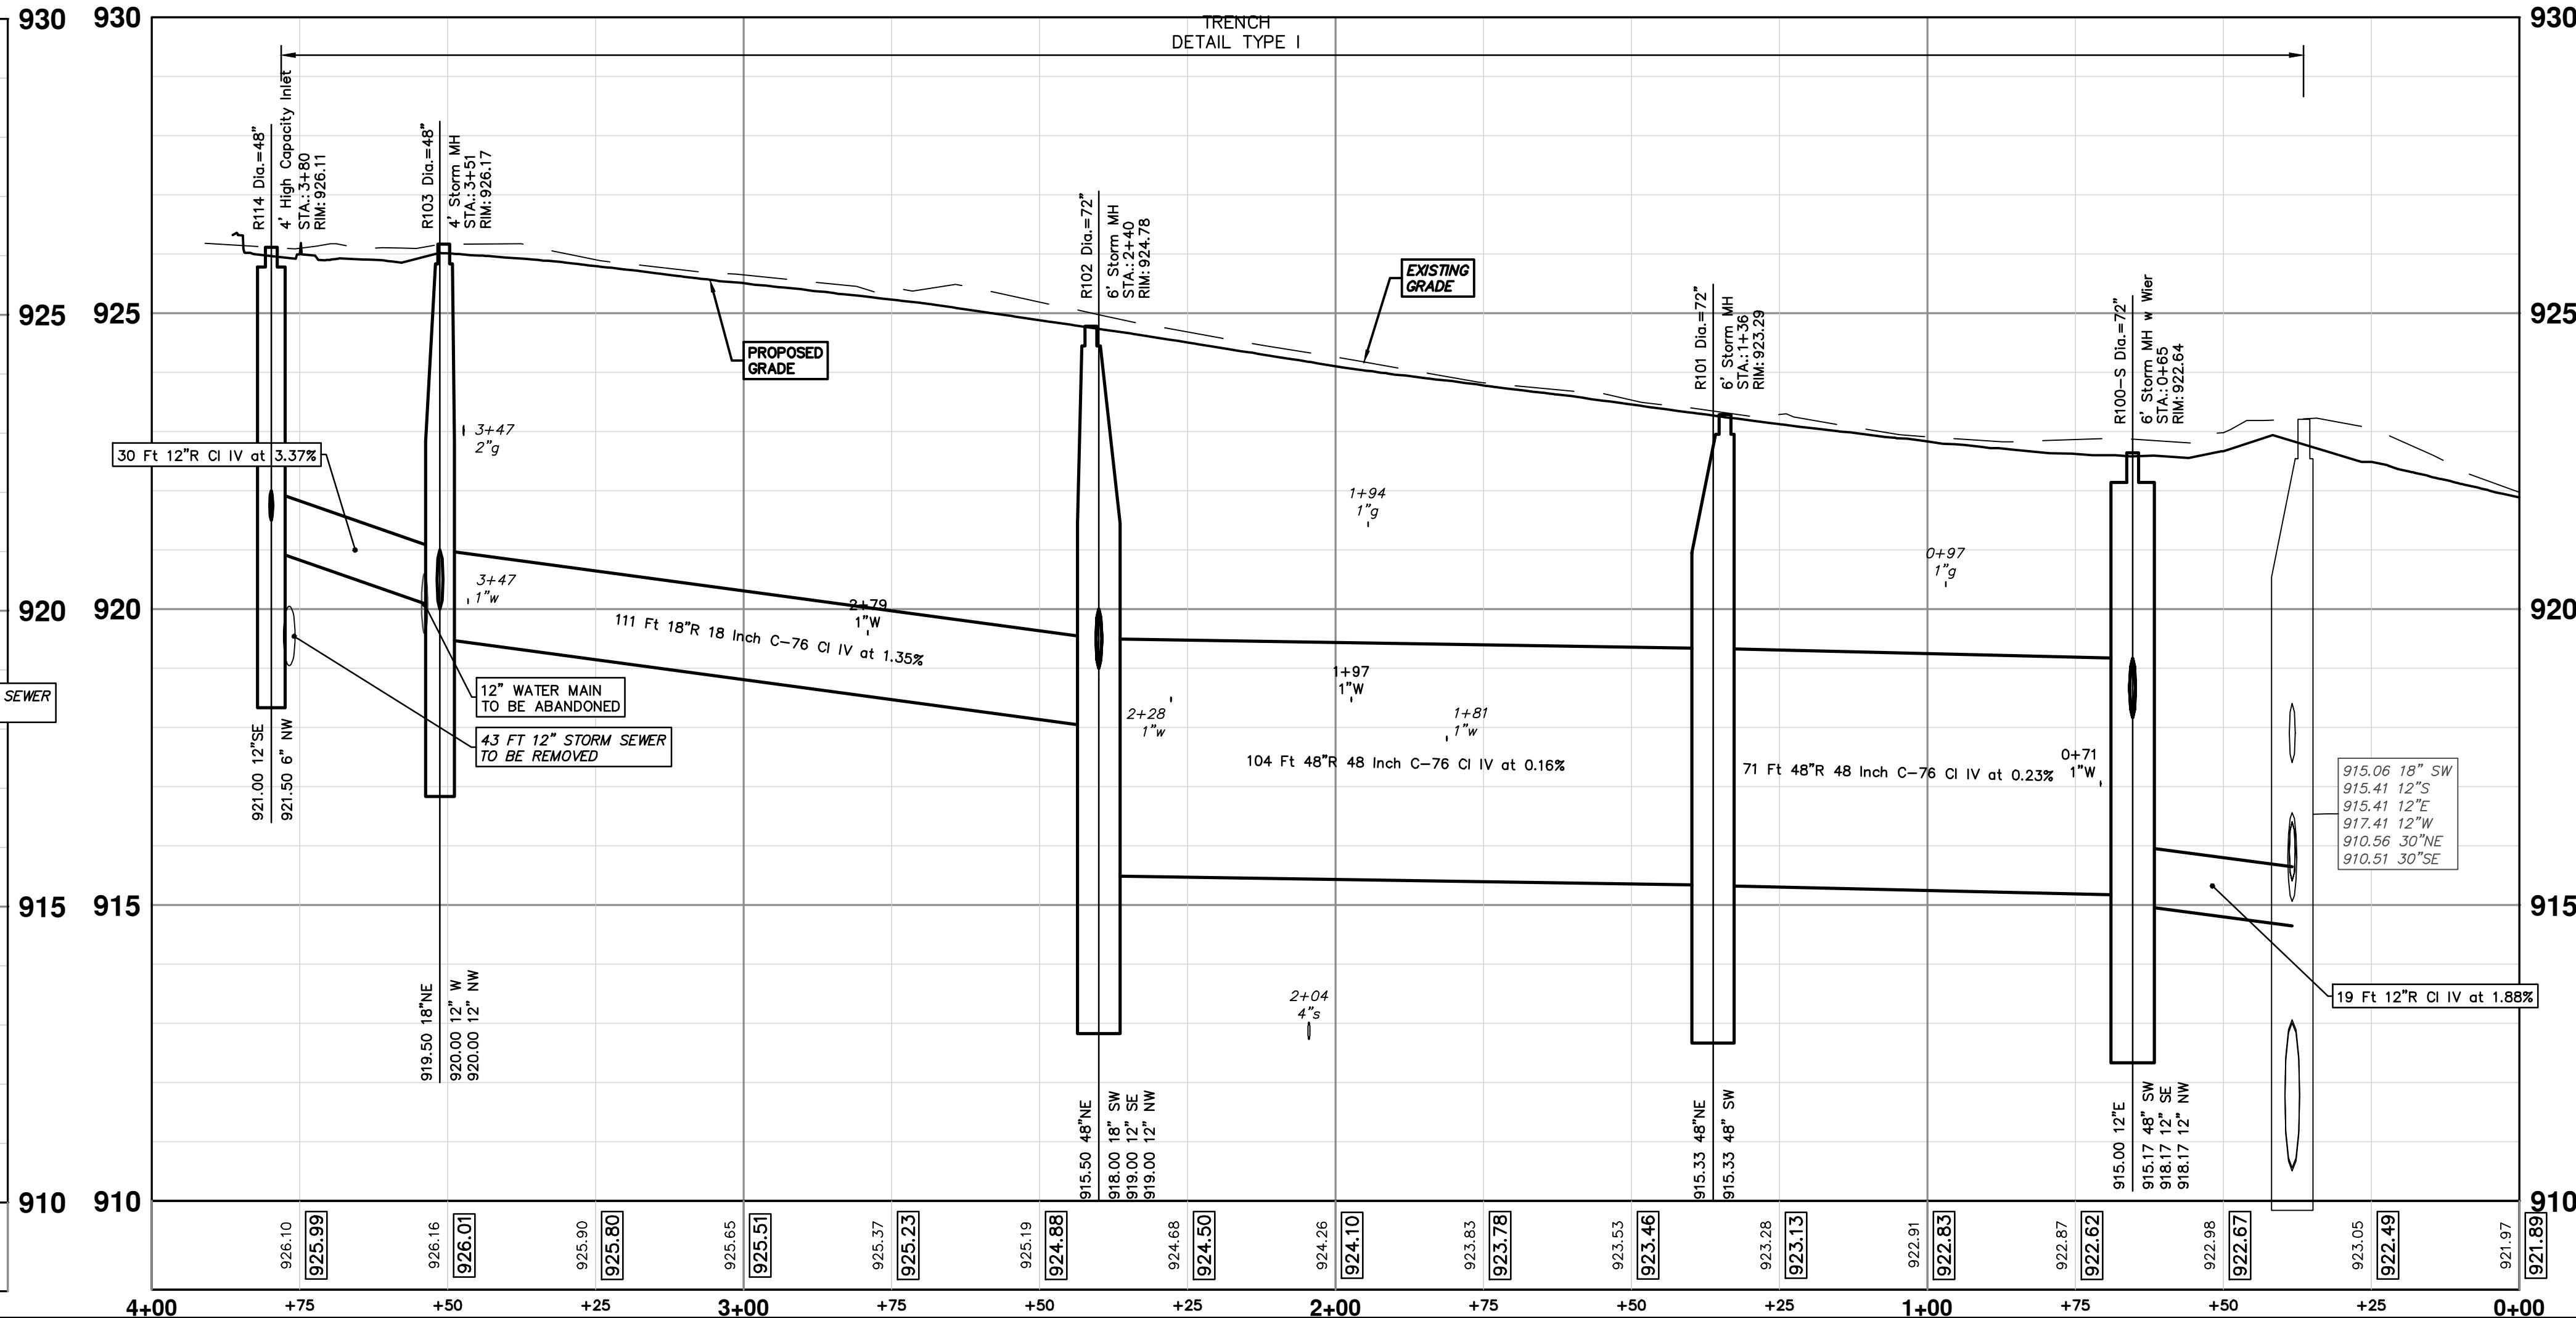 930
930
930
TRENCH
DETAIL TYPE I
R114 Dia.=48"
4' High Capacity Inlet
STA.:3+80
RIM:926.11
R103 Dia.=48"
4' Storm MH
STA.:3+51
RIM:926.17
R102 Dia.=72"
6' Storm MH
STA.:2+40
RIM:924.78
R101 Dia.=72"
6' Storm MH
STA.:1+36
RIM:923.29
R100-S Dia.=72"
6' Storm MH w Wier
STA.:0+65
RIM:922.64
EXISTING
GRADE
925
925
925
PROPOSED
GRADE
3+47
2"g
30 Ft 12"R Cl IV at 3.37%
1+94
1"g
0+97
1"g
3+47
1"w
920
920
920
2+79
1"W
111 Ft 18"R 18 Inch C-76 Cl IV at 1.35%
SEWER
12" WATER MAIN
TO BE ABANDONED
43 FT 12" STORM SEWER
TO BE REMOVED
1+97
1"W
2+28
1"w
1+81
1"w
104 Ft 48"R 48 Inch C-76 Cl IV at 0.16%
71 Ft 48"R 48 Inch C-76 Cl IV at 0.23%
0+71
1"W
915.06 18" SW
915.41 12"S
915.41 12"E
917.41 12"W
910.56 30"NE
910.51 30"SE
921.00 12"SE
921.50 6" NW
915
915
915
19 Ft 12"R Cl IV at 1.88%
2+04
4"s
919.50 18"NE
920.00 12" W
920.00 12" NW
915.50 48"NE
918.00 18" SW
919.00 12" SE
919.00 12" NW
915.33 48"NE
915.33 48" SW
915.00 12"E
915.17 48" SW
918.17 12" SE
918.17 12" NW
910
910
910
926.10
925.99
926.16
926.01
925.90
925.80
925.65
925.51
925.37
925.23
925.19
924.88
924.68
924.50
924.26
924.10
923.83
923.78
923.53
923.46
923.28
923.13
922.91
922.83
922.87
922.62
922.98
922.67
923.05
922.49
921.97
921.89
4+00 +75 +50 +25 3+00 +75 +50 +25 2+00 +75 +50 +25 1+00 +75 +50 +25 0+00